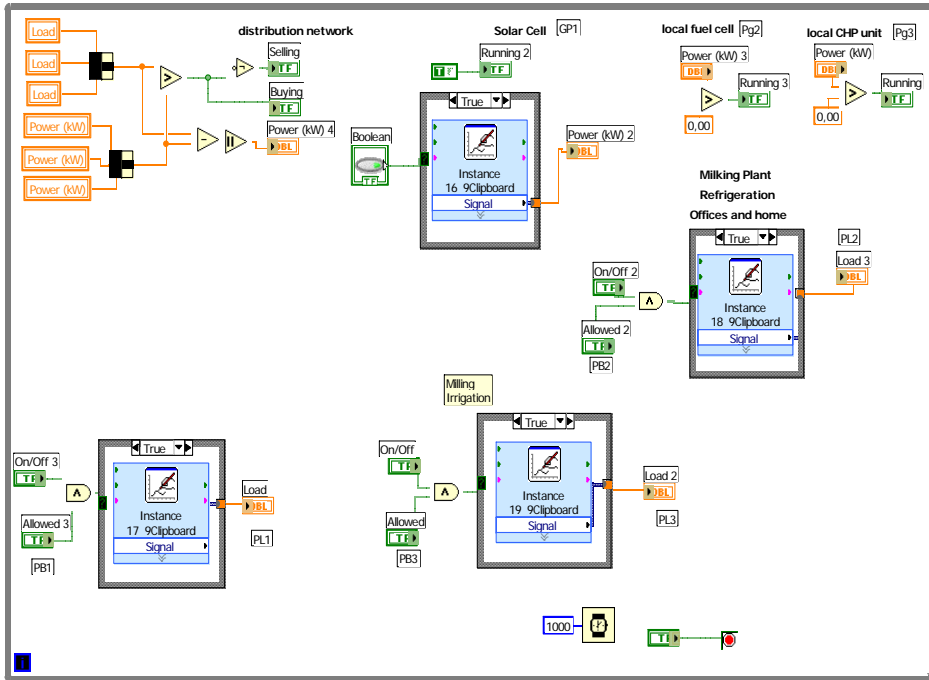 distribution network
Solar Cell
GP1
local fuel cell
Pg2
local CHP unit
Pg3
Load
Load
Load
Power (kW)
Power (kW)
Power (kW)
Selling
TF
Buying
TF
Power (kW) 4
DBL
Running 2
TF
True
Boolean
TF
Instance
16 9Clipboard
Signal
Power (kW) 2
DBL
Power (kW) 3
DBL
0,00
Running 3
TF
Power (kW)
DBL
0,00
Running
TF
Milking Plant
Refrigeration
Offices and home
True
On/Off 2
TF
Allowed 2
TF
PB2
Instance
18 9Clipboard
Signal
PL2
Load 3
DBL
Milling
Irrigation
True
On/Off
TF
Allowed
TF
PB3
Instance
19 9Clipboard
Signal
Load 2
DBL
PL3
True
On/Off 3
TF
Allowed 3
TF
PB1
Instance
17 9Clipboard
Signal
Load
DBL
PL1
1000
TF
i